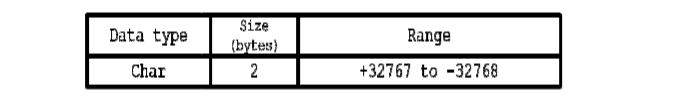 Data type Size (bytes) Range
Char 2 +32767 to -32768